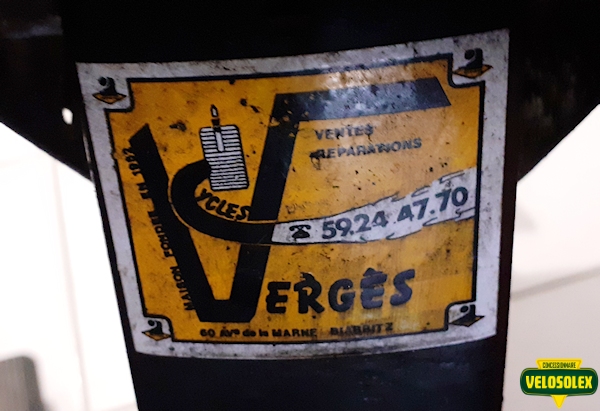 VENTES
REPARATIONS
CYCLES
☎ 59.24 47.70
MAISON FONDEE EN 1892
VERGÈS
60 AVe de la MARNE BIARRITZ
CONCESSIONNAIRE
VELOSOLEX